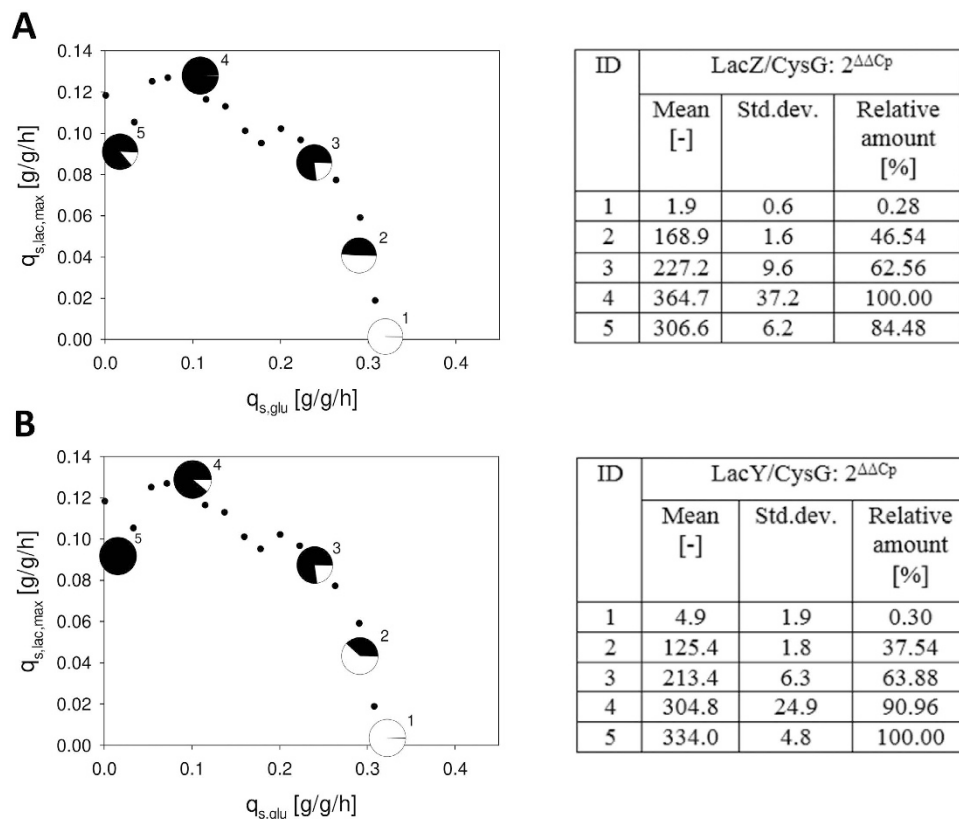 A
0.14
0.12
0.10
0.08
0.06
0.04
0.02
0.00
0.0 0.1 0.2 0.3 0.4
qs,lac,max [g/g/h]
qs,glu [g/g/h]
4
5
3
2
1
ID LacZ/CysG: 2ΔΔCp
Mean [-] Std.dev. Relative amount [%]
1 1.9 0.6 0.28
2 168.9 1.6 46.54
3 227.2 9.6 62.56
4 364.7 37.2 100.00
5 306.6 6.2 84.48
B
0.14
0.12
0.10
0.08
0.06
0.04
0.02
0.00
0.0 0.1 0.2 0.3 0.4
qs,lac,max [g/g/h]
qs,glu [g/g/h]
4
5
3
2
1
ID LacY/CysG: 2ΔΔCp
Mean [-] Std.dev. Relative amount [%]
1 4.9 1.9 0.30
2 125.4 1.8 37.54
3 213.4 6.3 63.88
4 304.8 24.9 90.96
5 334.0 4.8 100.00